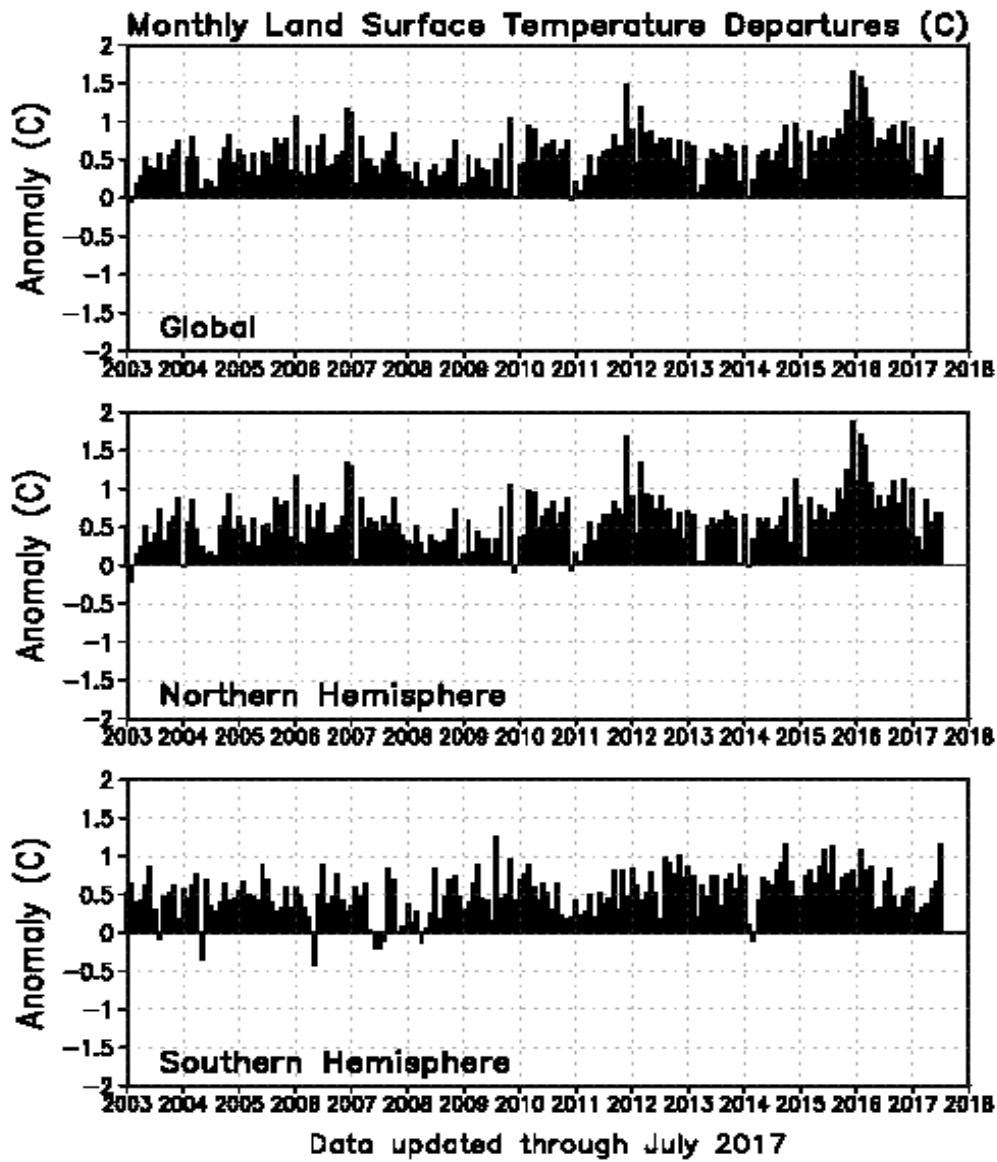 Monthly Land Surface Temperature Departures (C)
2
1.5
1
0.5
0
-0.5
-1
-1.5
-2
Anomaly (C)
Global
2003 2004 2005 2006 2007 2008 2009 2010 2011 2012 2013 2014 2015 2016 2017 2018
2
1.5
1
0.5
0
-0.5
-1
-1.5
-2
Anomaly (C)
Northern Hemisphere
2003 2004 2005 2006 2007 2008 2009 2010 2011 2012 2013 2014 2015 2016 2017 2018
2
1.5
1
0.5
0
-0.5
-1
-1.5
-2
Anomaly (C)
Southern Hemisphere
2003 2004 2005 2006 2007 2008 2009 2010 2011 2012 2013 2014 2015 2016 2017 2018
Data updated through July 2017